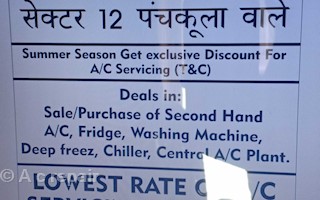 सेक्टर 12 पंचकूला वाले
Summer Season Get exclusive Discount For
A/C Servicing (T&C)
Deals in:
Sale/Purchase of Second Hand
A/C, Fridge, Washing Machine,
Deep freez, Chiller, Central A/C Plant.
LOWEST RATE